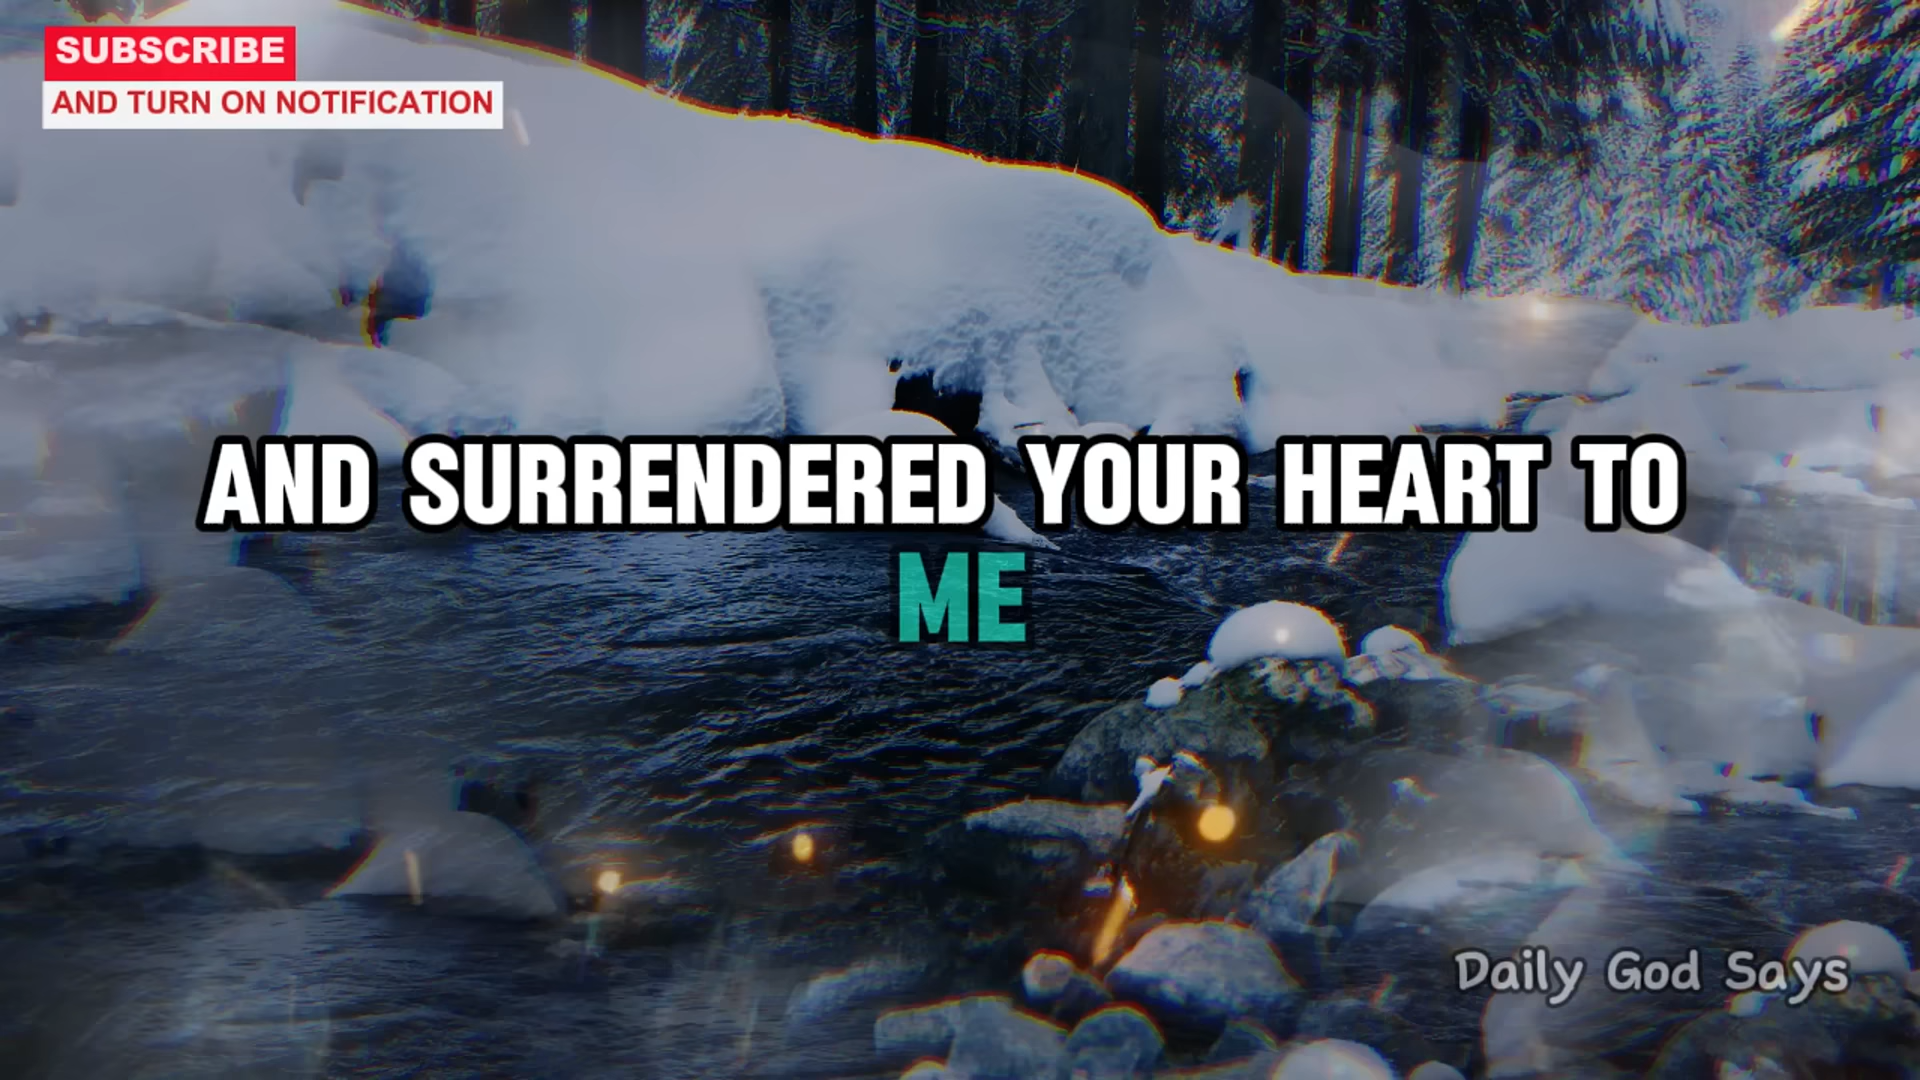 SUBSCRIBE
AND TURN ON NOTIFICATION
AND SURRENDERED YOUR HEART TO
ME
Daily God Says